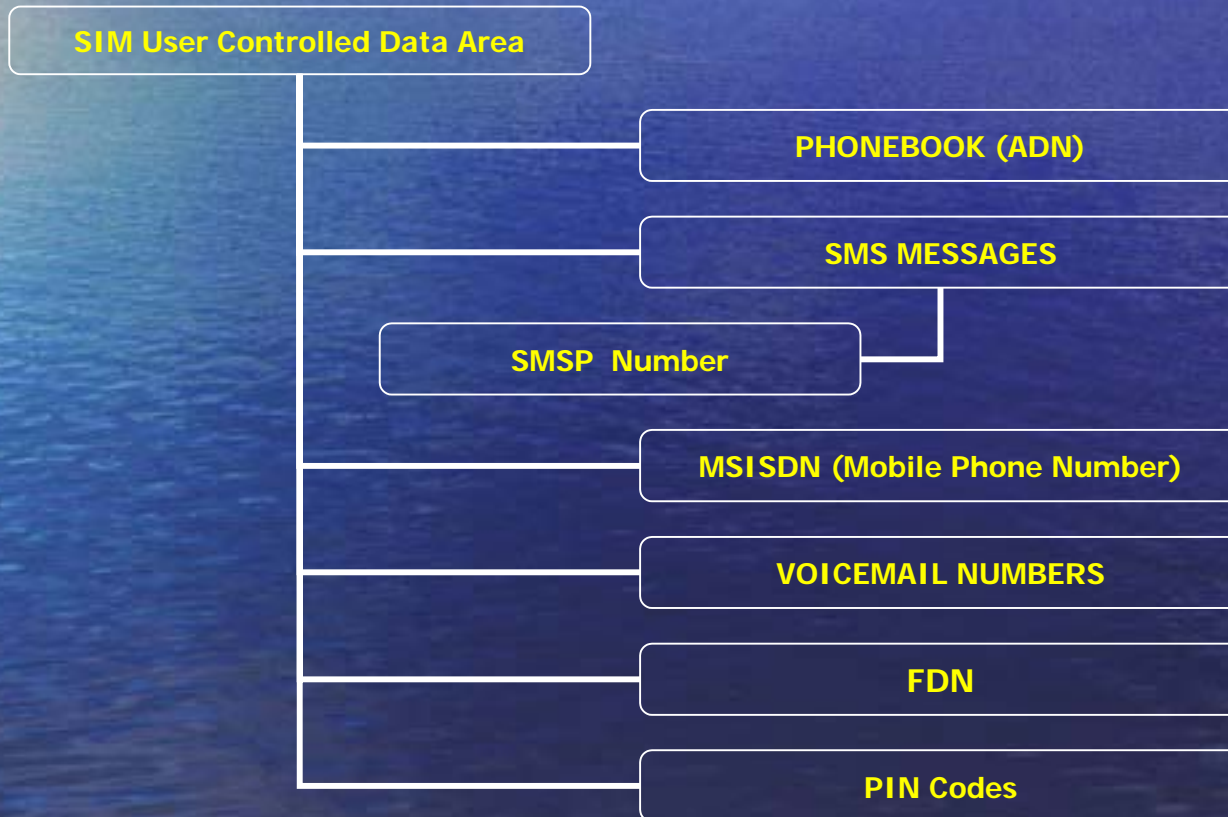 SIM User Controlled Data Area
PHONEBOOK (ADN)
SMS MESSAGES
SMSP Number
MSISDN (Mobile Phone Number)
VOICEMAIL NUMBERS
FDN
PIN Codes